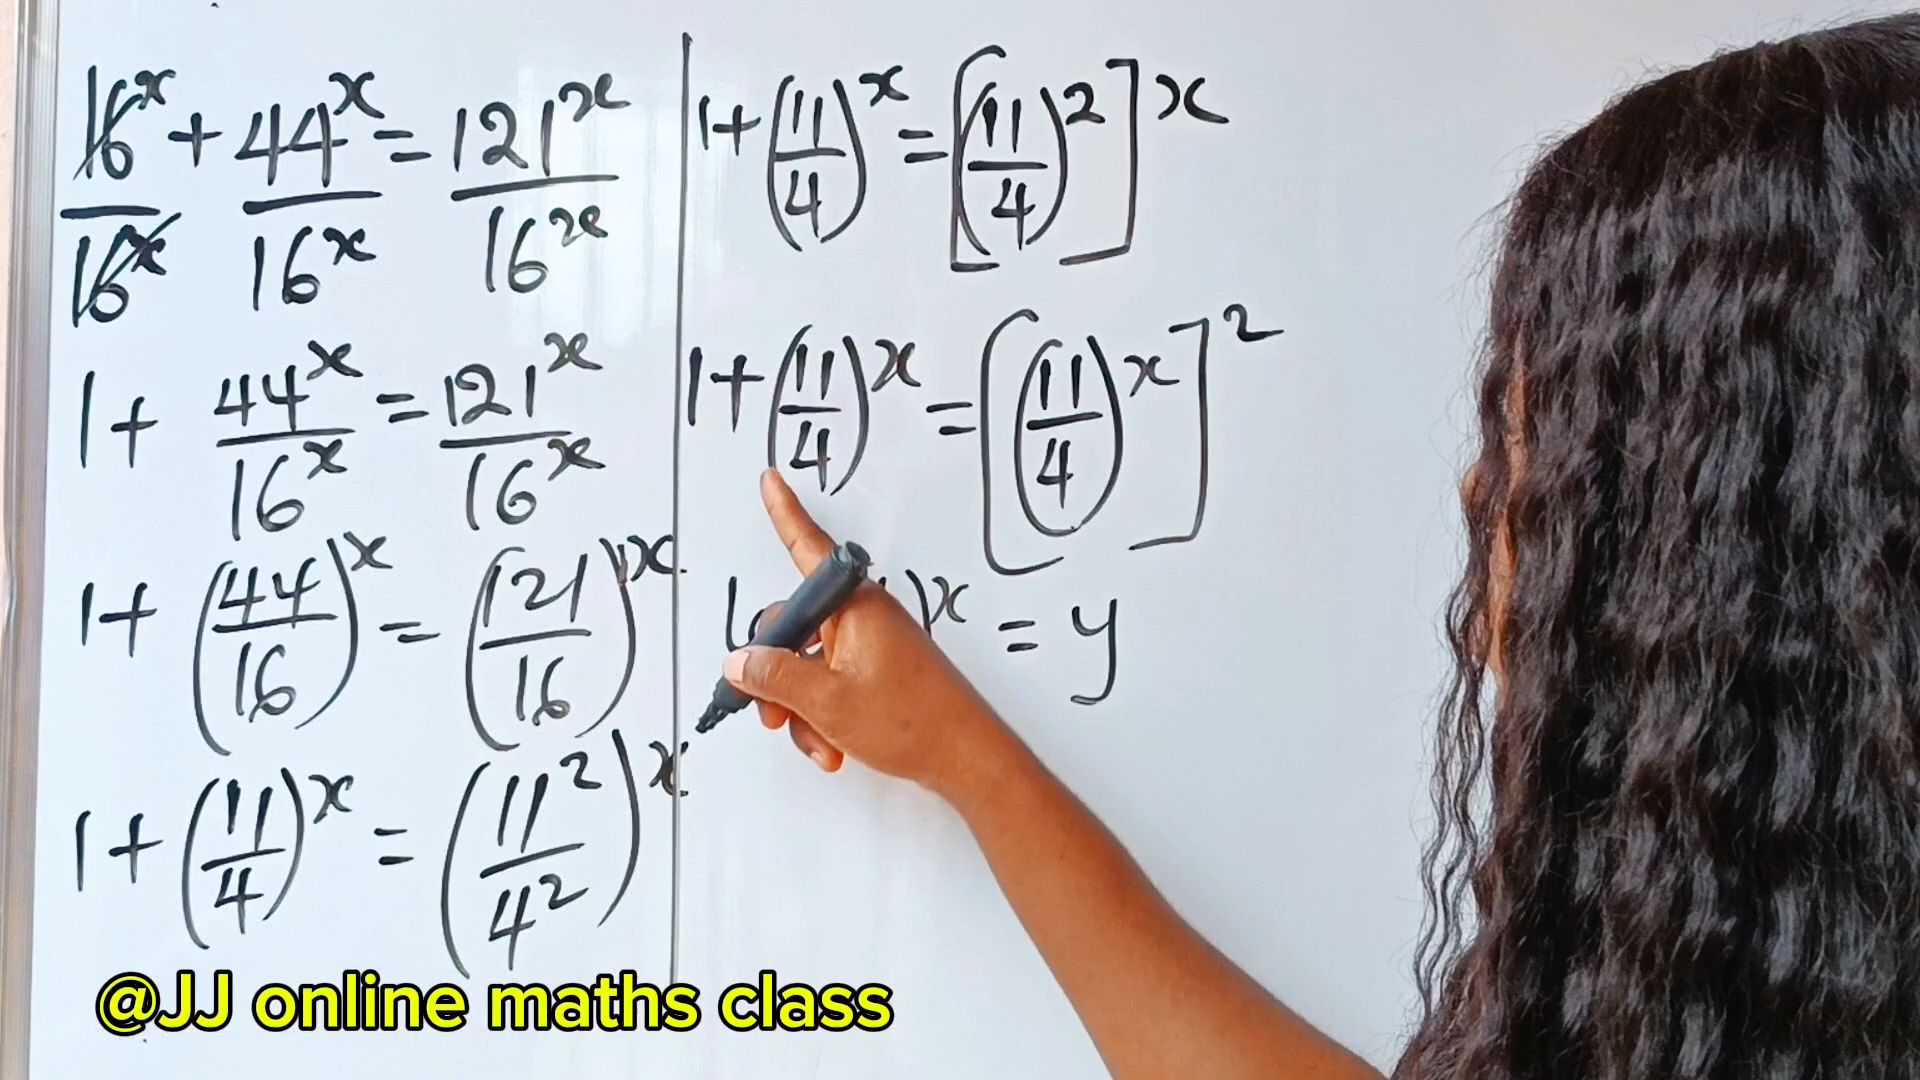 16^x/16^x + 44^x/16^x = 121^x/16^x
1 + 44^x/16^x = 121^x/16^x
1 + (44/16)^x = (121/16)^x
1 + (11/4)^x = (11^2/4^2)^x
1 + (11/4)^x = [(11/4)^2]^x
1 + (11/4)^x = [(11/4)^x]^2
)^x = y
@JJ online maths class